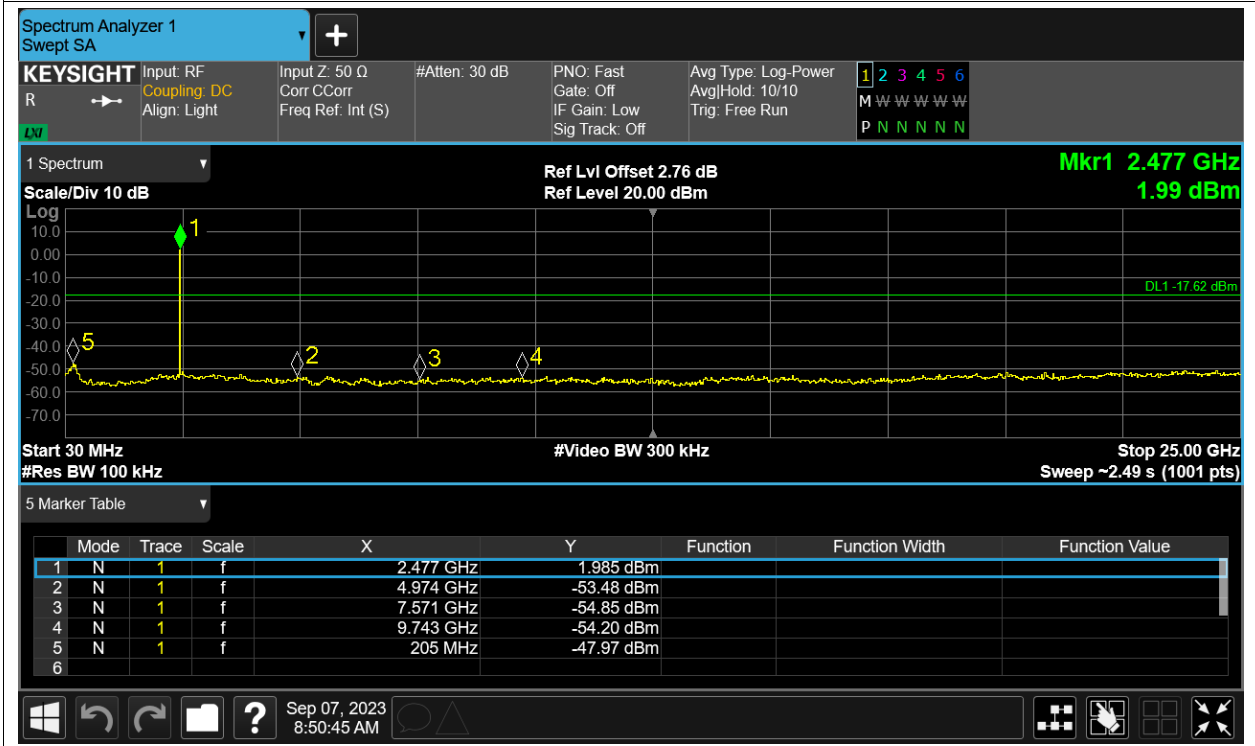 Spectrum Analyzer 1
Swept SA
+
KEYSIGHT
R
LXI
Input: RF
Coupling: DC
Align: Light
Input Z: 50 Ω
Corr CCorr
Freq Ref: Int (S)
#Atten: 30 dB
PNO: Fast
Gate: Off
IF Gain: Low
Sig Track: Off
Avg Type: Log-Power
Avg|Hold: 10/10
Trig: Free Run
1 2 3 4 5 6
M W W W W W
P N N N N N
1 Spectrum
Scale/Div 10 dB
Ref Lvl Offset 2.76 dB
Ref Level 20.00 dBm
Mkr1 2.477 GHz
1.99 dBm
Log
10.0
0.00
-10.0
-20.0
-30.0
-40.0
-50.0
-60.0
-70.0
1
5
2
3
4
DL1 -17.62 dBm
Start 30 MHz
#Video BW 300 kHz
Stop 25.00 GHz
#Res BW 100 kHz
Sweep ~2.49 s (1001 pts)
5 Marker Table
Mode Trace Scale X Y Function Function Width Function Value
1 N 1 f 2.477 GHz 1.985 dBm
2 N 1 f 4.974 GHz -53.48 dBm
3 N 1 f 7.571 GHz -54.85 dBm
4 N 1 f 9.743 GHz -54.20 dBm
5 N 1 f 205 MHz -47.97 dBm
6
?
Sep 07, 2023
8:50:45 AM